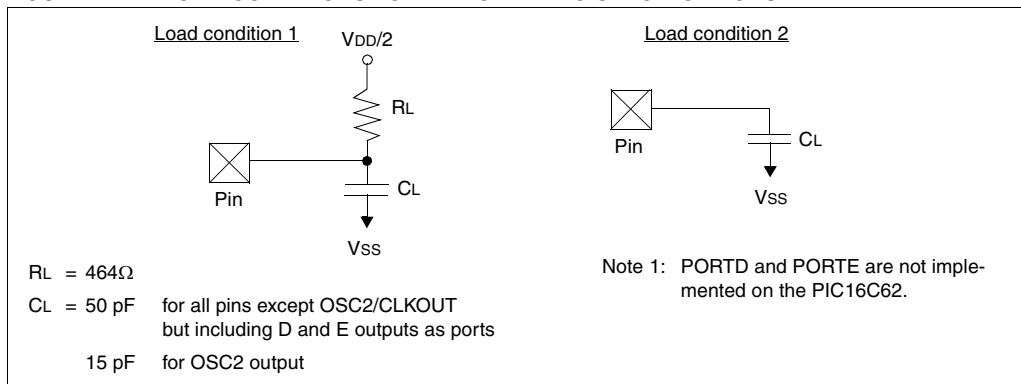 Load condition 1
VDD/2
RL
Pin
CL
VSS
RL = 464Ω
CL = 50 pF for all pins except OSC2/CLKOUT
but including D and E outputs as ports
15 pF for OSC2 output
Load condition 2
Pin
CL
VSS
Note 1: PORTD and PORTE are not imple-
mented on the PIC16C62.